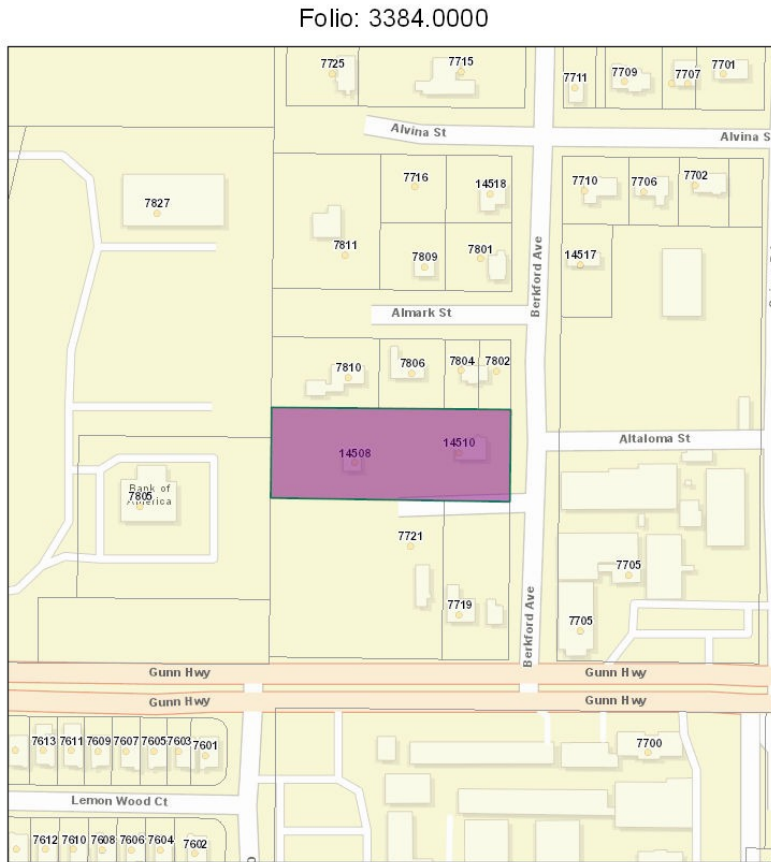 Folio: 3384.0000
7725
7715
7711
7709
7707
7701
Alvina St
Alvina S
7716
14518
7710
7706
7702
7827
7811
7809
7801
14517
Berkford Ave
Almark St
7810
7806
7804
7802
14508
14510
Altaloma St
Bank of
America
7805
7721
7719
7705
7705
Berkford Ave
Gunn Hwy
Gunn Hwy
Gunn Hwy
Gunn Hwy
7613
7611
7609
7607
7605
7603
7601
7700
Lemon Wood Ct
7612
7610
7608
7606
7604
7602